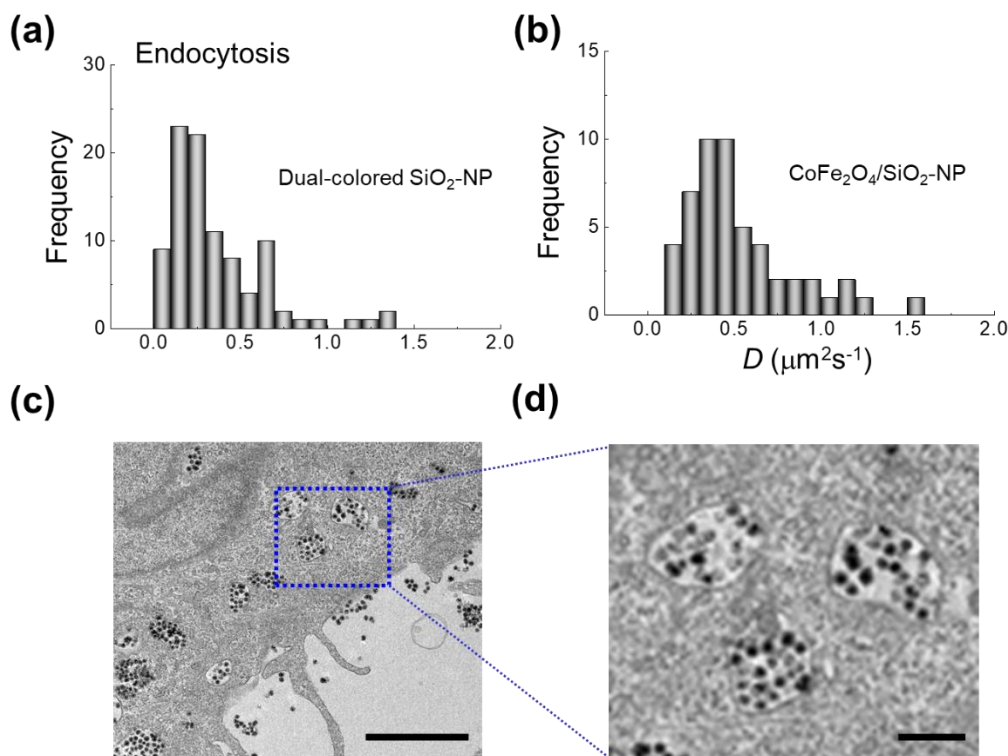 (a)
Endocytosis
30
20
10
0
Frequency
Dual-colored SiO₂-NP
0.0 0.5 1.0 1.5 2.0
(b)
15
10
5
0
Frequency
CoFe₂O₄/SiO₂-NP
0.0 0.5 1.0 1.5 2.0
D (μm²s⁻¹)
(c)
(d)